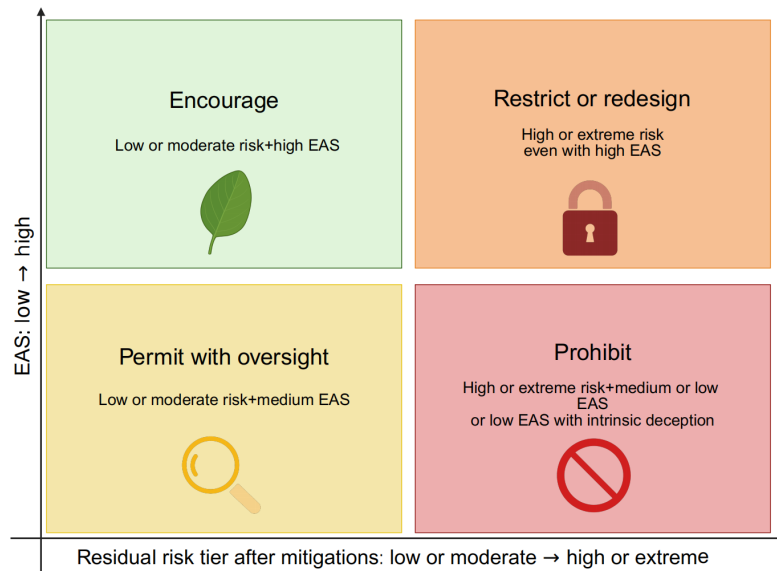 Encourage
Low or moderate risk+high EAS
Restrict or redesign
High or extreme risk
even with high EAS
EAS: low → high
Permit with oversight
Low or moderate risk+medium EAS
Prohibit
High or extreme risk+medium or low
EAS
or low EAS with intrinsic deception
Residual risk tier after mitigations: low or moderate → high or extreme